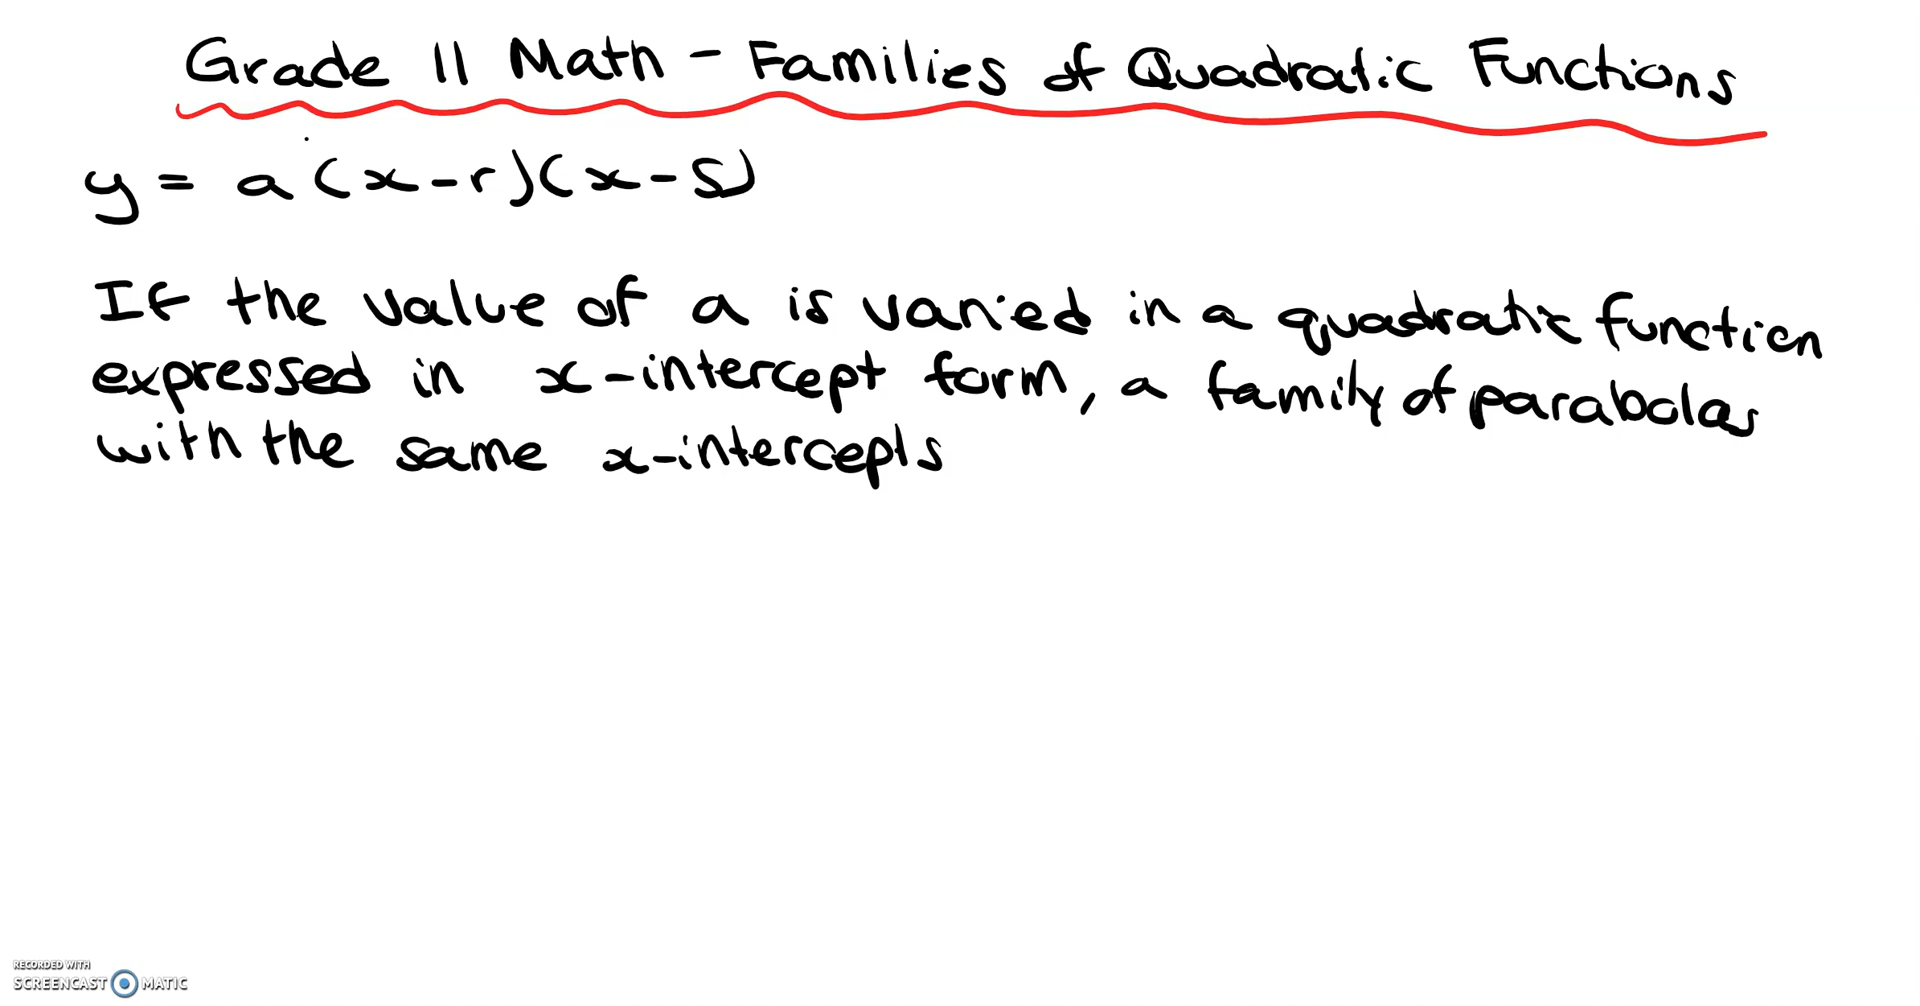 Grade 11 Math - Families of Quadratic Functions
y = a(x-r)(x-s)
If the value of a is varied in a quadratic function
expressed in x-intercept form, a family of parabolas
with the same x-intercepts
RECORDED WITH
SCREENCAST MATIC